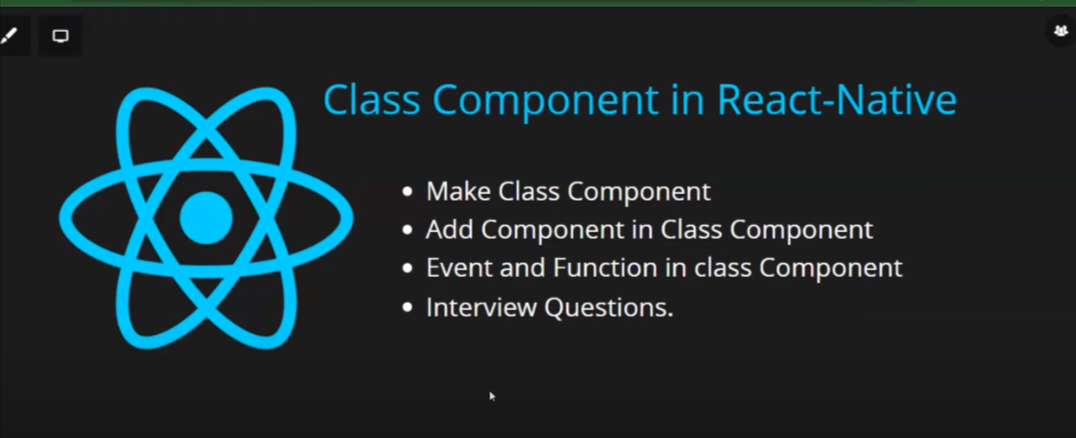 Class Component in React-Native
Make Class Component
Add Component in Class Component
Event and Function in class Component
Interview Questions.